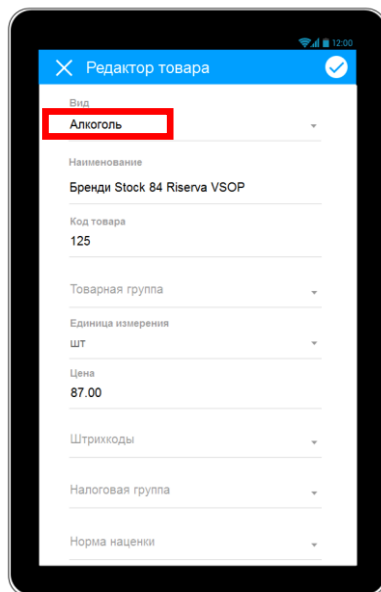 12:00
Редактор товара
Вид
Алкоголь
Наименование
Бренди Stock 84 Riserva VSOP
Код товара
125
Товарная группа
Единица измерения
шт
Цена
87.00
Штрихкоды
Налоговая группа
Норма наценки